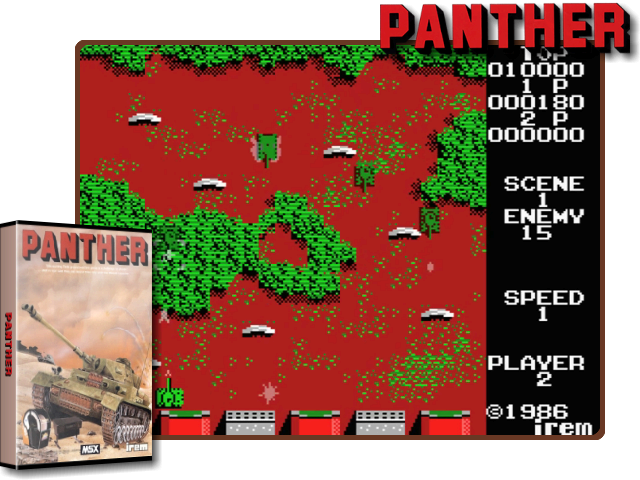 PANTHER
TOP
010000
1 P
000180
2 P
000000
SCENE
1
ENEMY
15
SPEED
1
PLAYER
2
©1986
irem
PANTHER
PANTHER
MSX
irem